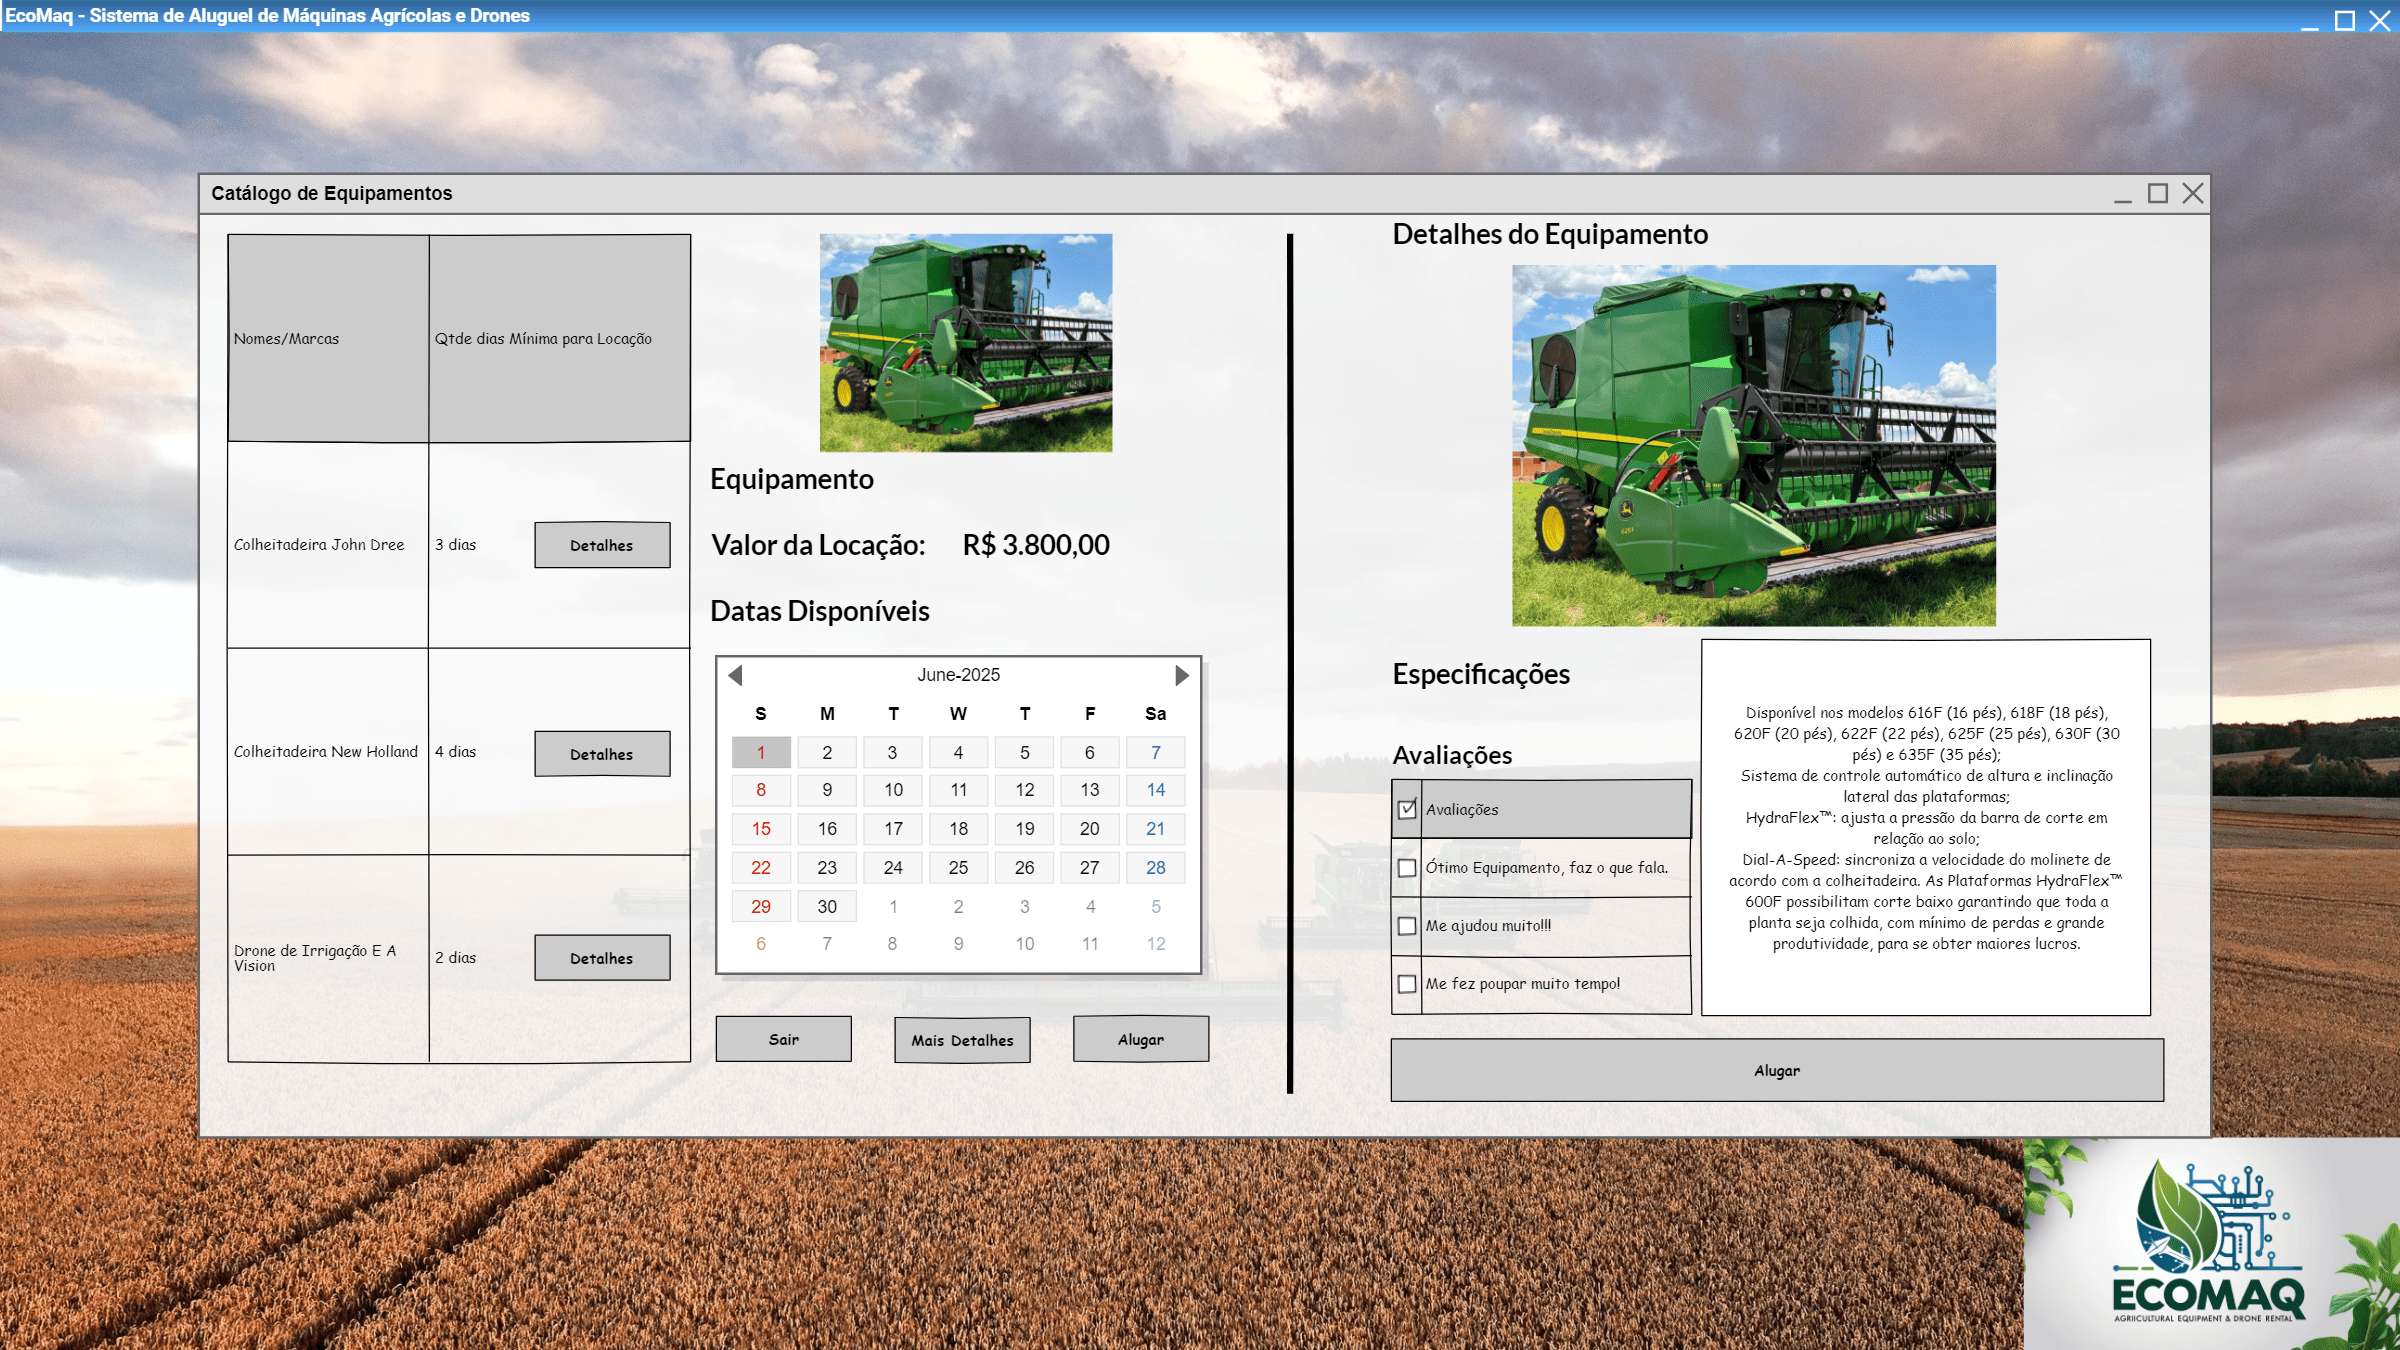 EcoMaq - Sistema de Aluguel de Máquinas Agrícolas e Drones
Catálogo de Equipamentos
Nomes/Marcas
Qtde dias Mínima para Locação
Colheitadeira John Dree
3 dias
Detalhes
Colheitadeira New Holland
4 dias
Detalhes
Drone de Irrigação E A
Vision
2 dias
Detalhes
Equipamento
Valor da Locação: R$ 3.800,00
Datas Disponíveis
June-2025
S M T W T F Sa
1 2 3 4 5 6 7
8 9 10 11 12 13 14
15 16 17 18 19 20 21
22 23 24 25 26 27 28
29 30 1 2 3 4 5
6 7 8 9 10 11 12
Sair
Mais Detalhes
Alugar
Detalhes do Equipamento
Especificações
Disponível nos modelos 616F (16 pés), 618F (18 pés),
620F (20 pés), 622F (22 pés), 625F (25 pés), 630F (30
pés) e 635F (35 pés);
Sistema de controle automático de altura e inclinação
lateral das plataformas;
HydraFlex™: ajusta a pressão da barra de corte em
relação ao solo;
Dial-A-Speed: sincroniza a velocidade do molinete de
acordo com a colheitadeira. As Plataformas HydraFlex™
600F possibilitam corte baixo garantindo que toda a
planta seja colhida, com mínimo de perdas e grande
produtividade, para se obter maiores lucros.
Avaliações
Avaliações
Ótimo Equipamento, faz o que fala.
Me ajudou muito!!!
Me fez poupar muito tempo!
Alugar
ECOMAQ
AGRIICULTURAL EQUIPMENT & DRONE RENTAL